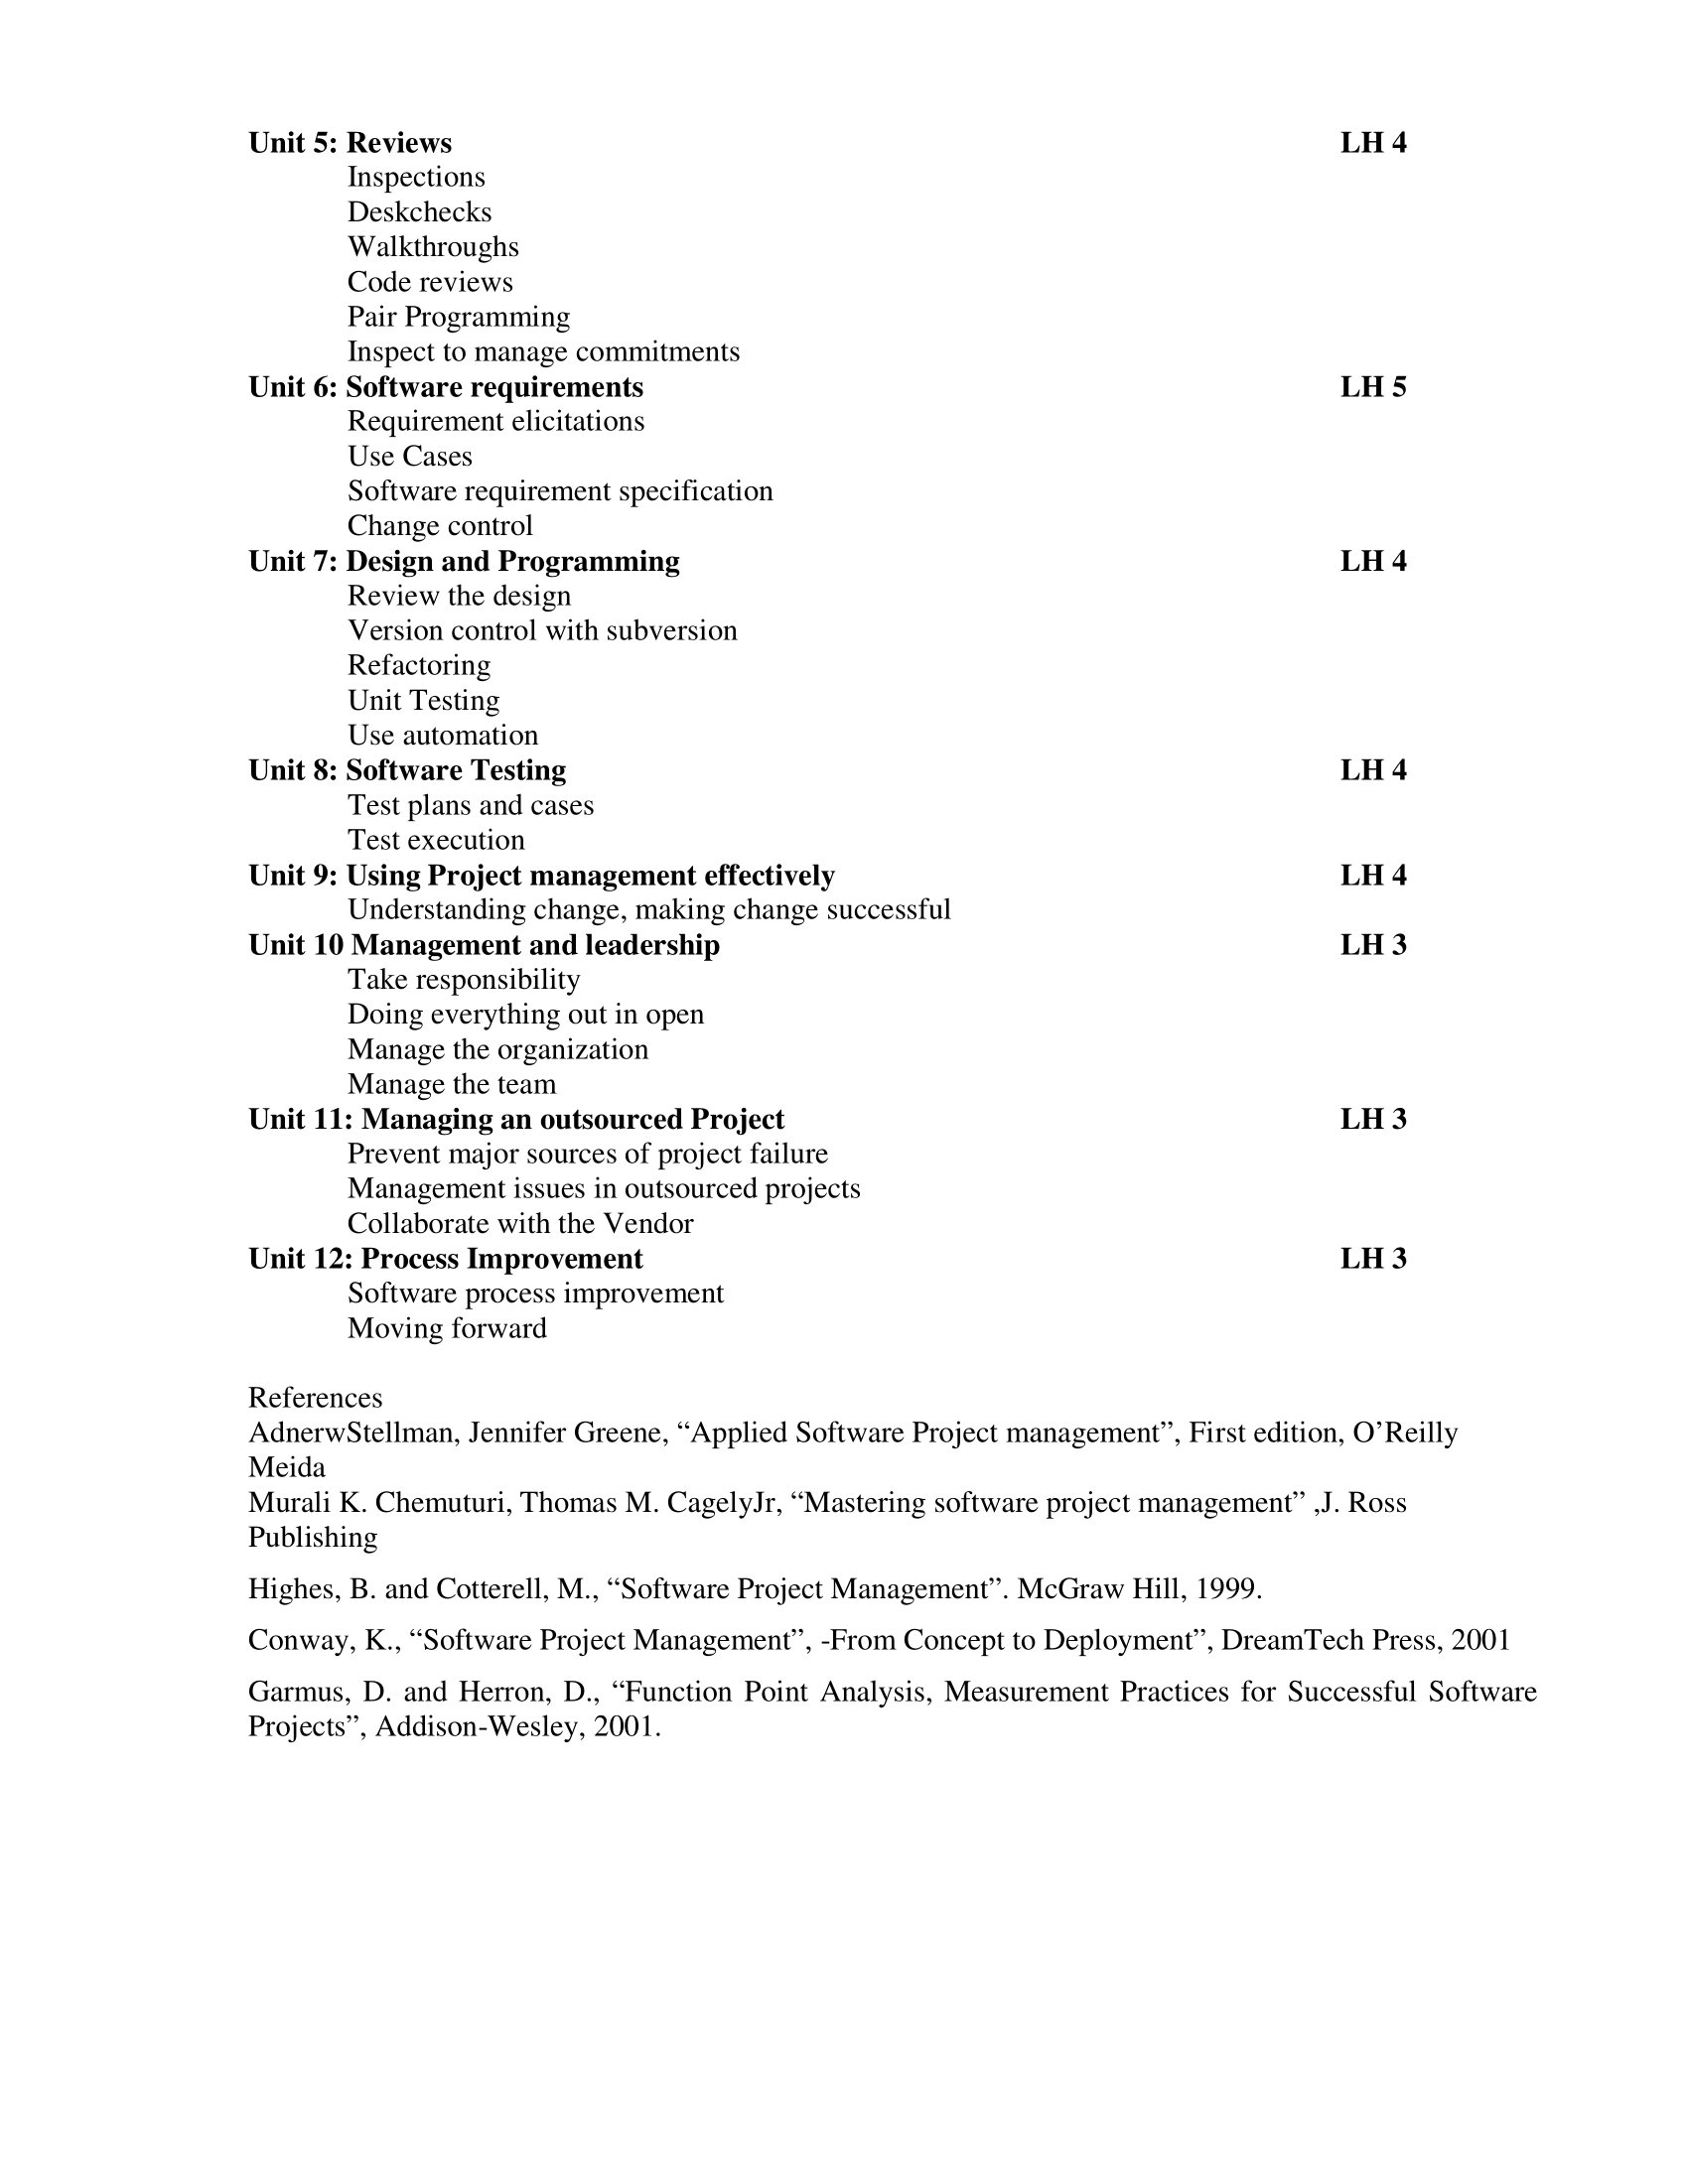 Unit 5: Reviews LH 4
Inspections
Deskchecks
Walkthroughs
Code reviews
Pair Programming
Inspect to manage commitments
Unit 6: Software requirements LH 5
Requirement elicitations
Use Cases
Software requirement specification
Change control
Unit 7: Design and Programming LH 4
Review the design
Version control with subversion
Refactoring
Unit Testing
Use automation
Unit 8: Software Testing LH 4
Test plans and cases
Test execution
Unit 9: Using Project management effectively LH 4
Understanding change, making change successful
Unit 10 Management and leadership LH 3
Take responsibility
Doing everything out in open
Manage the organization
Manage the team
Unit 11: Managing an outsourced Project LH 3
Prevent major sources of project failure
Management issues in outsourced projects
Collaborate with the Vendor
Unit 12: Process Improvement LH 3
Software process improvement
Moving forward
References
AdnerwStellman, Jennifer Greene, “Applied Software Project management”, First edition, O’Reilly
Meida
Murali K. Chemuturi, Thomas M. CagelyJr, “Mastering software project management” ,J. Ross
Publishing
Highes, B. and Cotterell, M., “Software Project Management”. McGraw Hill, 1999.
Conway, K., “Software Project Management”, -From Concept to Deployment”, DreamTech Press, 2001
Garmus, D. and Herron, D., “Function Point Analysis, Measurement Practices for Successful Software
Projects”, Addison-Wesley, 2001.